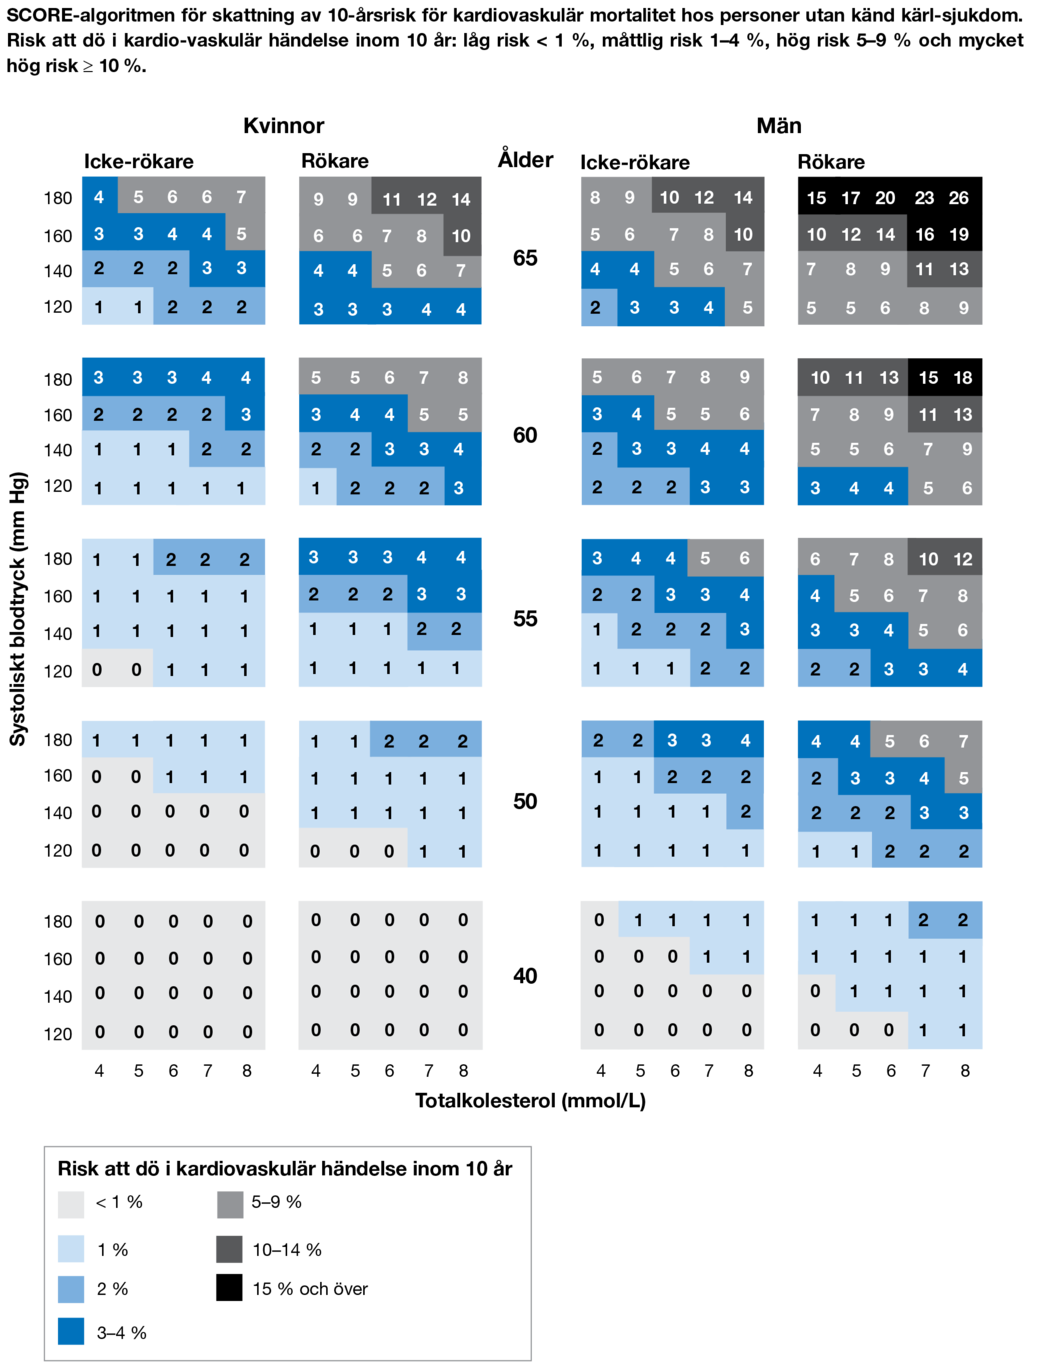 SCORE-algoritmen för skattning av 10-årsrisk för kardiovaskulär mortalitet hos personer utan känd kärl-sjukdom.
Risk att dö i kardio-vaskulär händelse inom 10 år: låg risk < 1 %, måttlig risk 1–4 %, hög risk 5–9 % och mycket
hög risk ≥ 10 %.
Kvinnor Män
Icke-rökare Rökare Ålder Icke-rökare Rökare
180 4 5 6 6 7 9 9 11 12 14 8 9 10 12 14 15 17 20 23 26
160 3 3 4 4 5 6 6 7 8 10 5 6 7 8 10 10 12 14 16 19
65
140 2 2 2 3 3 4 4 5 6 7 4 4 5 6 7 7 8 9 11 13
120 1 1 2 2 2 3 3 3 4 4 2 3 3 4 5 5 5 6 8 9
180 3 3 3 4 4 5 5 6 7 8 5 6 7 8 9 10 11 13 15 18
160 2 2 2 2 3 3 4 4 5 5 3 4 5 5 6 7 8 9 11 13
60
140 1 1 1 2 2 2 2 3 3 4 2 3 3 4 4 5 5 6 7 9
120 1 1 1 1 1 1 2 2 2 3 2 2 2 3 3 3 4 4 5 6
Systoliskt blodtryck (mm Hg)
180 1 1 2 2 2 3 3 3 4 4 3 4 4 5 6 6 7 8 10 12
160 1 1 1 1 1 2 2 2 3 3 2 2 3 3 4 4 5 6 7 8
55
140 1 1 1 1 1 1 1 1 2 2 1 2 2 2 3 3 3 4 5 6
120 0 0 1 1 1 1 1 1 1 1 1 1 1 2 2 2 2 3 3 4
180 1 1 1 1 1 1 1 2 2 2 2 2 3 3 4 4 4 5 6 7
160 0 0 1 1 1 1 1 1 1 1 1 1 2 2 2 2 3 3 4 5
50
140 0 0 0 0 0 1 1 1 1 1 1 1 1 1 2 2 2 2 3 3
120 0 0 0 0 0 0 0 0 1 1 1 1 1 1 1 1 1 2 2 2
180 0 0 0 0 0 0 0 0 0 0 0 1 1 1 1 1 1 1 2 2
160 0 0 0 0 0 0 0 0 0 0 0 0 0 1 1 1 1 1 1 1
40
140 0 0 0 0 0 0 0 0 0 0 0 0 0 0 0 0 1 1 1 1
120 0 0 0 0 0 0 0 0 0 0 0 0 0 0 0 0 0 0 1 1
4 5 6 7 8 4 5 6 7 8 4 5 6 7 8 4 5 6 7 8
Totalkolesterol (mmol/L)
Risk att dö i kardiovaskulär händelse inom 10 år
< 1 % 5–9 %
1 % 10–14 %
2 % 15 % och över
3–4 %